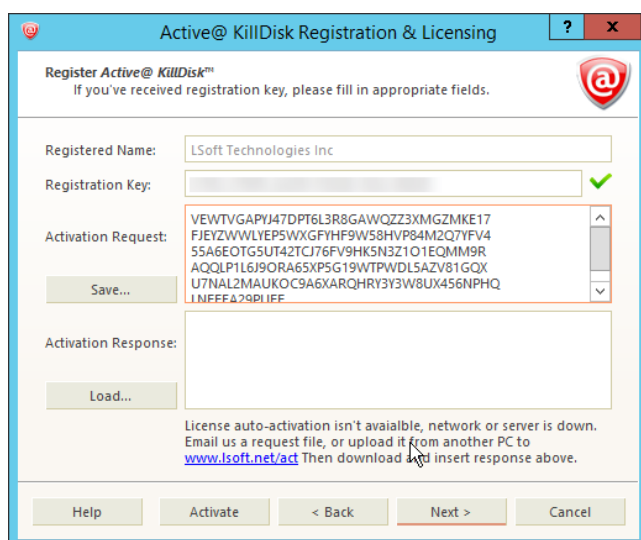 Active@ KillDisk Registration & Licensing
?
x
Register Active@ KillDisk™
If you've received registration key, please fill in appropriate fields.
@
Registered Name:
LSoft Technologies Inc
Registration Key:
Activation Request:
VEWTVGAPYJ47DPT6L3R8GAWQZZ3XMGZMKE17
FJEYZWWLYEP5WXGFYHF9W58HVP84M2Q7YFV4
55A6EOTG5UT42TCJ76FV9HK5N3Z1O1EQMM9R
AQQLP1L6J9ORA65XP5G19WTPWDL5AZV81GQX
U7NAL2MAUKOC9A6XARQHRY3Y3W8UX456NPHQ
Save...
Activation Response:
Load...
License auto-activation isn't avaialble, network or server is down.
Email us a request file, or upload it from another PC to
www.lsoft.net/act Then download and insert response above.
Help
Activate
< Back
Next >
Cancel